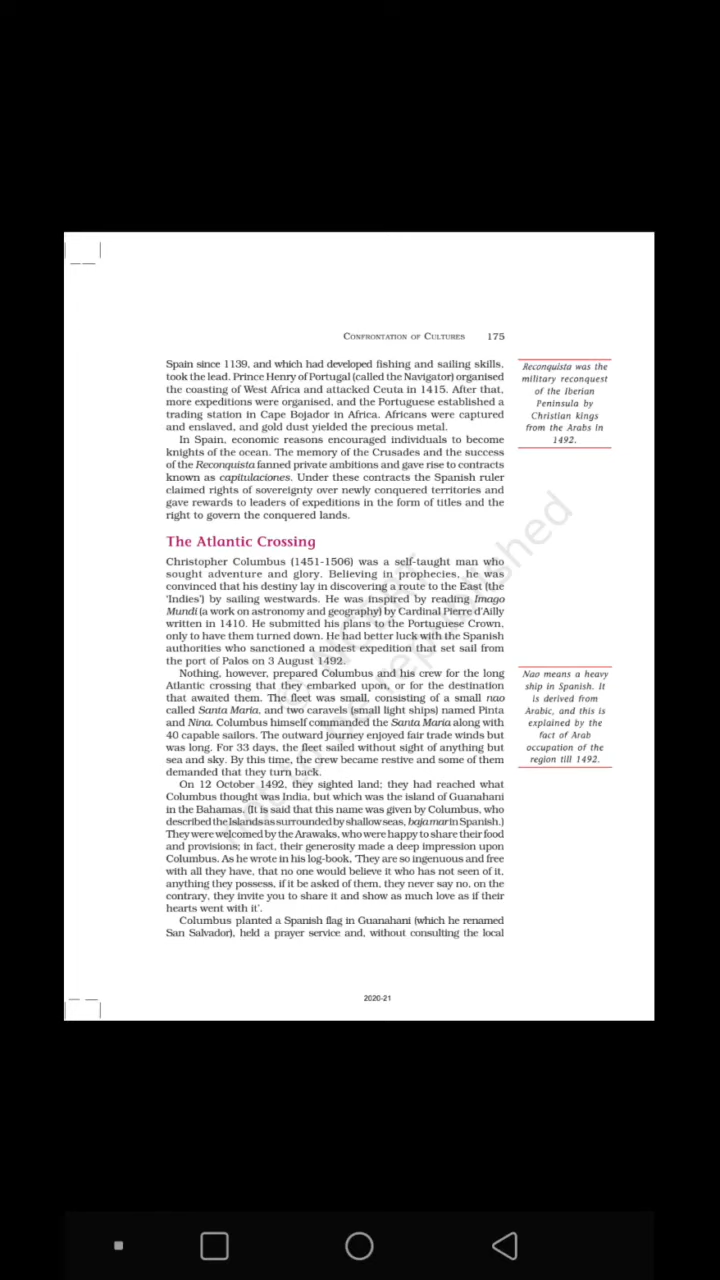 CONFRONTATION OF CULTURES 175
Spain since 1139, and which had developed fishing and sailing skills,
took the lead. Prince Henry of Portugal (called the Navigator) organised
the coasting of West Africa and attacked Ceuta in 1415. After that,
more expeditions were organised, and the Portuguese established a
trading station in Cape Bojador in Africa. Africans were captured
and enslaved, and gold dust yielded the precious metal.
In Spain, economic reasons encouraged individuals to become
knights of the ocean. The memory of the Crusades and the success
of the Reconquista fanned private ambitions and gave rise to contracts
known as capitulaciones. Under these contracts the Spanish ruler
claimed rights of sovereignty over newly conquered territories and
gave rewards to leaders of expeditions in the form of titles and the
right to govern the conquered lands.
Reconquista was the
military reconquest
of the Iberian
Peninsula by
Christian kings
from the Arabs in
1492.
The Atlantic Crossing
Christopher Columbus (1451-1506) was a self-taught man who
sought adventure and glory. Believing in prophecies, he was
convinced that his destiny lay in discovering a route to the East (the
'Indies') by sailing westwards. He was inspired by reading Imago
Mundi (a work on astronomy and geography) by Cardinal Pierre d'Ailly
written in 1410. He submitted his plans to the Portuguese Crown,
only to have them turned down. He had better luck with the Spanish
authorities who sanctioned a modest expedition that set sail from
the port of Palos on 3 August 1492.
Nothing, however, prepared Columbus and his crew for the long
Atlantic crossing that they embarked upon, or for the destination
that awaited them. The fleet was small, consisting of a small nao
called Santa Maria, and two caravels (small light ships) named Pinta
and Nina. Columbus himself commanded the Santa Maria along with
40 capable sailors. The outward journey enjoyed fair trade winds but
was long. For 33 days, the fleet sailed without sight of anything but
sea and sky. By this time, the crew became restive and some of them
demanded that they turn back.
Nao means a heavy
ship in Spanish. It
is derived from
Arabic, and this is
explained by the
fact of Arab
occupation of the
region till 1492.
On 12 October 1492, they sighted land; they had reached what
Columbus thought was India, but which was the island of Guanahani
in the Bahamas. (It is said that this name was given by Columbus, who
described the Islands as surrounded by shallow seas, baja mar in Spanish.)
They were welcomed by the Arawaks, who were happy to share their food
and provisions; in fact, their generosity made a deep impression upon
Columbus. As he wrote in his log-book, 'They are so ingenuous and free
with all they have, that no one would believe it who has not seen of it,
anything they possess, if it be asked of them, they never say no, on the
contrary, they invite you to share it and show as much love as if their
hearts went with it'.
Columbus planted a Spanish flag in Guanahani (which he renamed
San Salvador), held a prayer service and, without consulting the local
2020-21